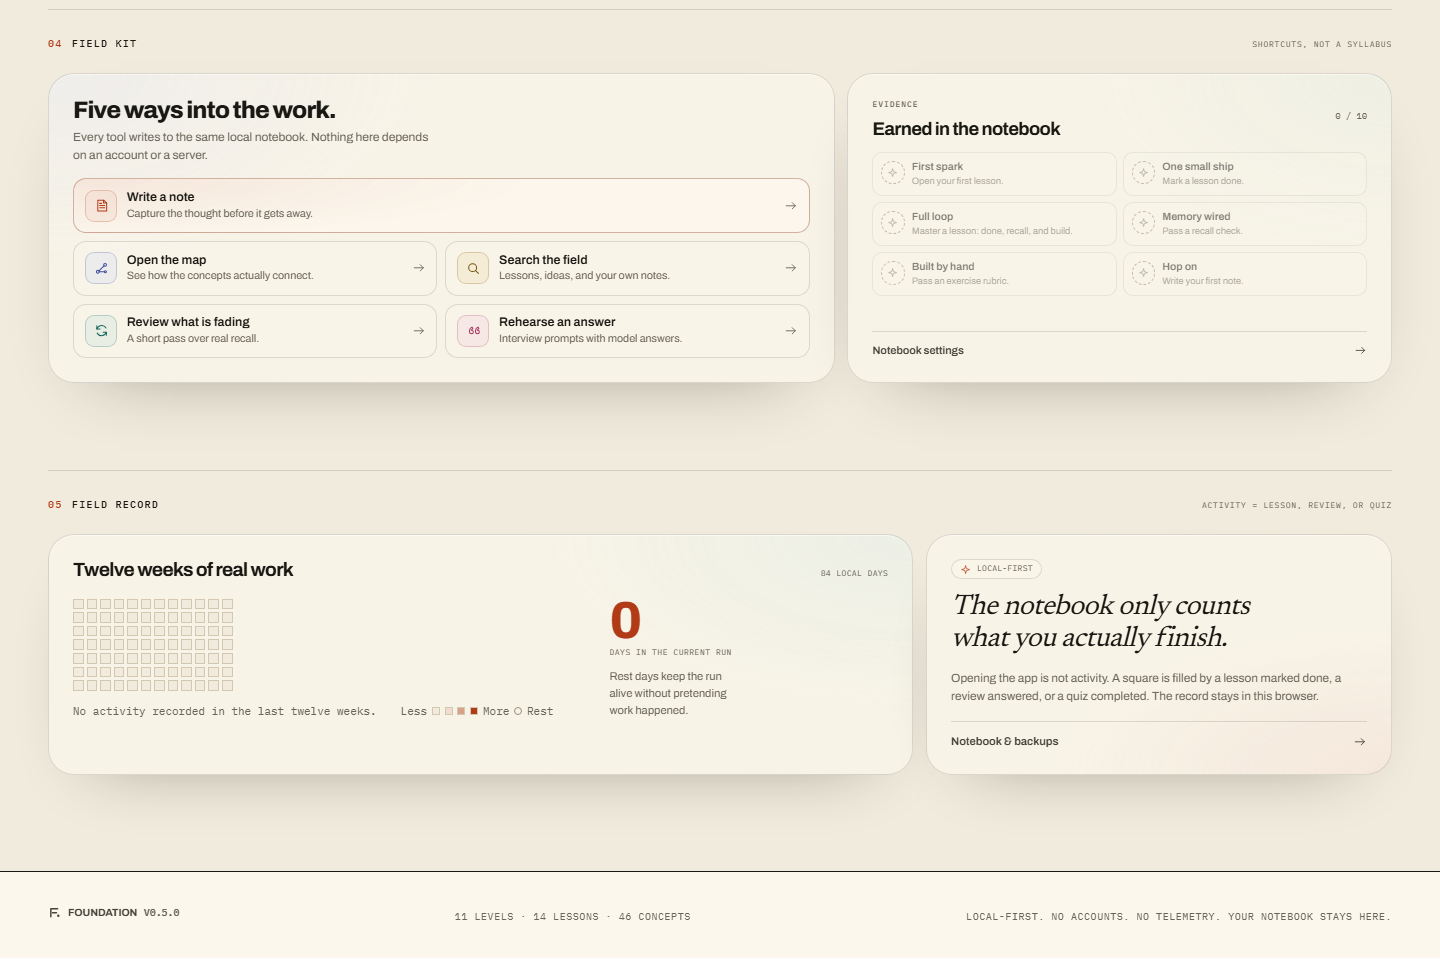 04 FIELD KIT
SHORTCUTS, NOT A SYLLABUS
Five ways into the work.
Every tool writes to the same local notebook. Nothing here depends
on an account or a server.
Write a note
Capture the thought before it gets away.
Open the map
See how the concepts actually connect.
Search the field
Lessons, ideas, and your own notes.
Review what is fading
A short pass over real recall.
Rehearse an answer
Interview prompts with model answers.
EVIDENCE
Earned in the notebook
0 / 10
First spark
Open your first lesson.
One small ship
Mark a lesson done.
Full loop
Master a lesson: done, recall, and build.
Memory wired
Pass a recall check.
Built by hand
Pass an exercise rubric.
Hop on
Write your first note.
Notebook settings
05 FIELD RECORD
ACTIVITY = LESSON, REVIEW, OR QUIZ
Twelve weeks of real work
84 LOCAL DAYS
No activity recorded in the last twelve weeks.
Less More Rest
0
DAYS IN THE CURRENT RUN
Rest days keep the run
alive without pretending
work happened.
LOCAL-FIRST
The notebook only counts
what you actually finish.
Opening the app is not activity. A square is filled by a lesson marked done, a
review answered, or a quiz completed. The record stays in this browser.
Notebook & backups
FOUNDATION V0.5.0
11 LEVELS · 14 LESSONS · 46 CONCEPTS
LOCAL-FIRST. NO ACCOUNTS. NO TELEMETRY. YOUR NOTEBOOK STAYS HERE.